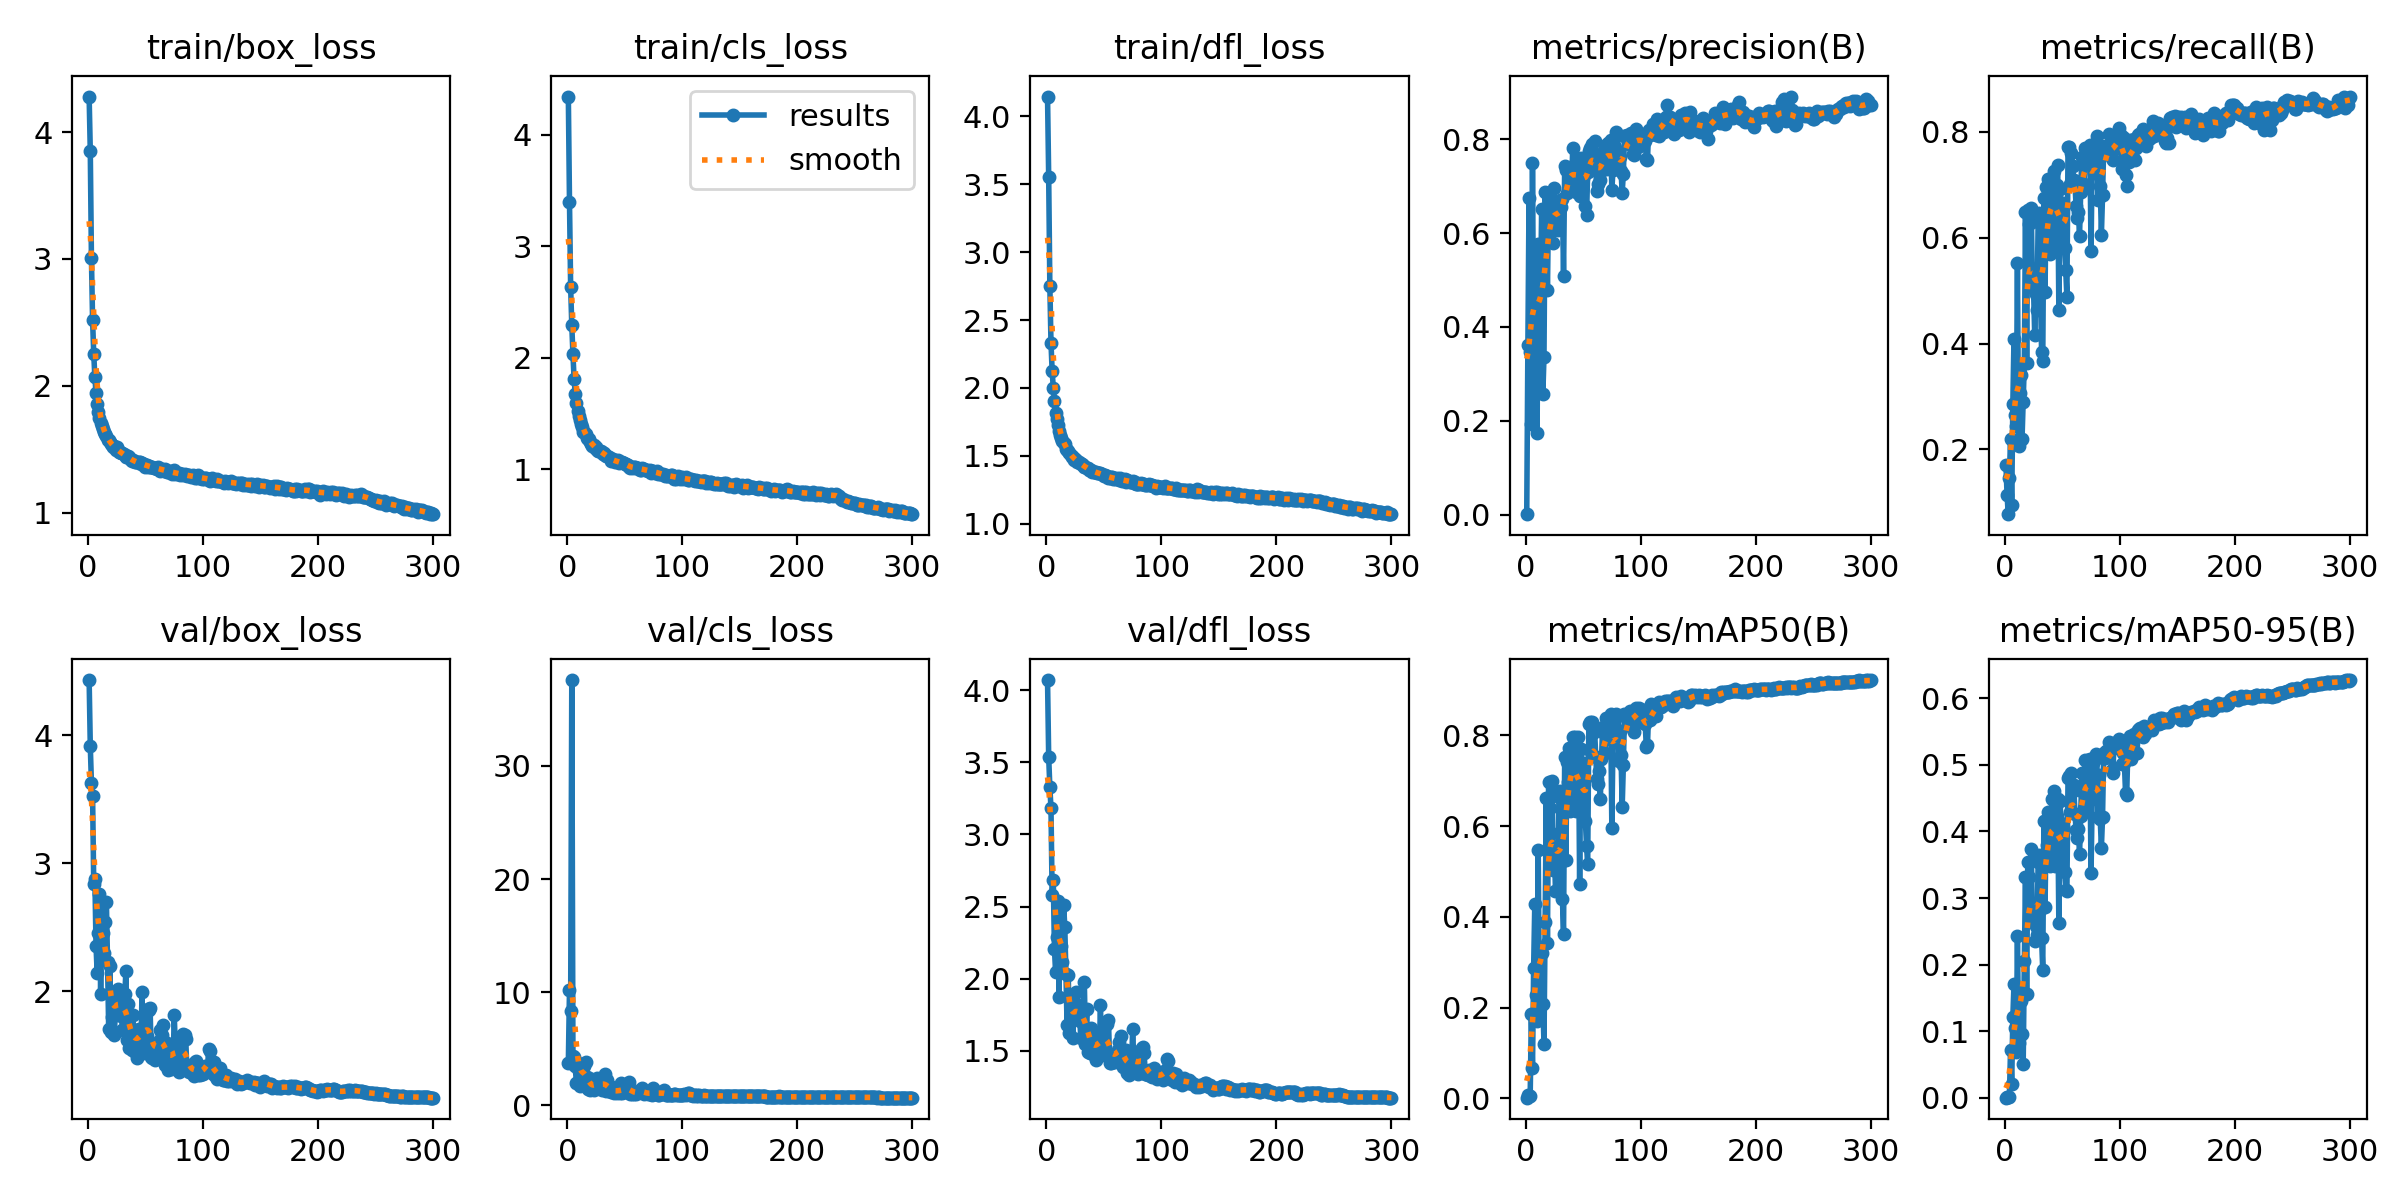 train/box_loss
4
3
2
1
0 100 200 300
train/cls_loss
results
smooth
4
3
2
1
0 100 200 300
train/dfl_loss
4.0
3.5
3.0
2.5
2.0
1.5
1.0
0 100 200 300
metrics/precision(B)
0.8
0.6
0.4
0.2
0.0
0 100 200 300
metrics/recall(B)
0.8
0.6
0.4
0.2
0 100 200 300
val/box_loss
4
3
2
0 100 200 300
val/cls_loss
30
20
10
0
0 100 200 300
val/dfl_loss
4.0
3.5
3.0
2.5
2.0
1.5
0 100 200 300
metrics/mAP50(B)
0.8
0.6
0.4
0.2
0.0
0 100 200 300
metrics/mAP50-95(B)
0.6
0.5
0.4
0.3
0.2
0.1
0.0
0 100 200 300